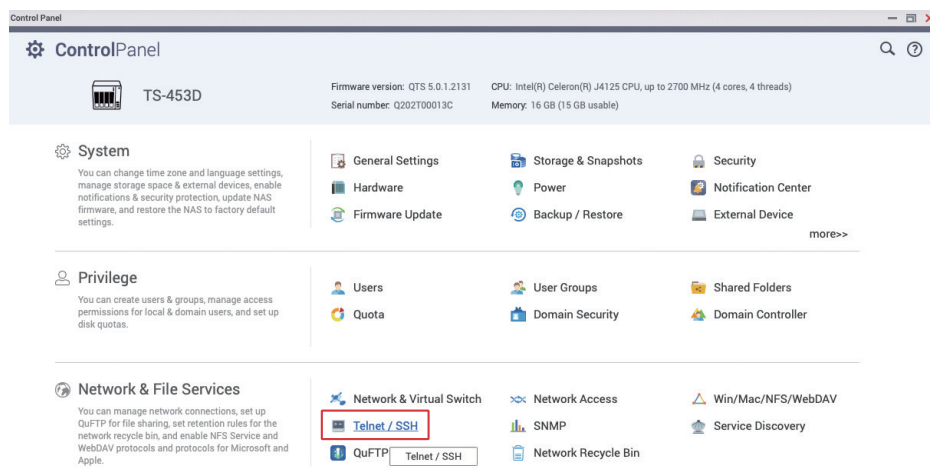 Control Panel
ControlPanel
TS-453D
Firmware version: QTS 5.0.1.2131
CPU: Intel(R) Celeron(R) J4125 CPU, up to 2700 MHz (4 cores, 4 threads)
Serial number: Q202T00013C
Memory: 16 GB (15 GB usable)
System
You can change time zone and language settings,
manage storage space & external devices, enable
notifications & security protection, update NAS
firmware, and restore the NAS to factory default
settings.
General Settings
Storage & Snapshots
Security
Hardware
Power
Notification Center
Firmware Update
Backup / Restore
External Device
more>>
Privilege
You can create users & groups, manage access
permissions for local & domain users, and set up
disk quotas.
Users
User Groups
Shared Folders
Quota
Domain Security
Domain Controller
Network & File Services
You can manage network connections, set up
QuFTP for file sharing, set retention rules for the
network recycle bin, and enable NFS Service and
WebDAV protocols and protocols for Microsoft and
Apple.
Network & Virtual Switch
Network Access
Win/Mac/NFS/WebDAV
Telnet / SSH
SNMP
Service Discovery
QuFTP
Telnet / SSH
Network Recycle Bin